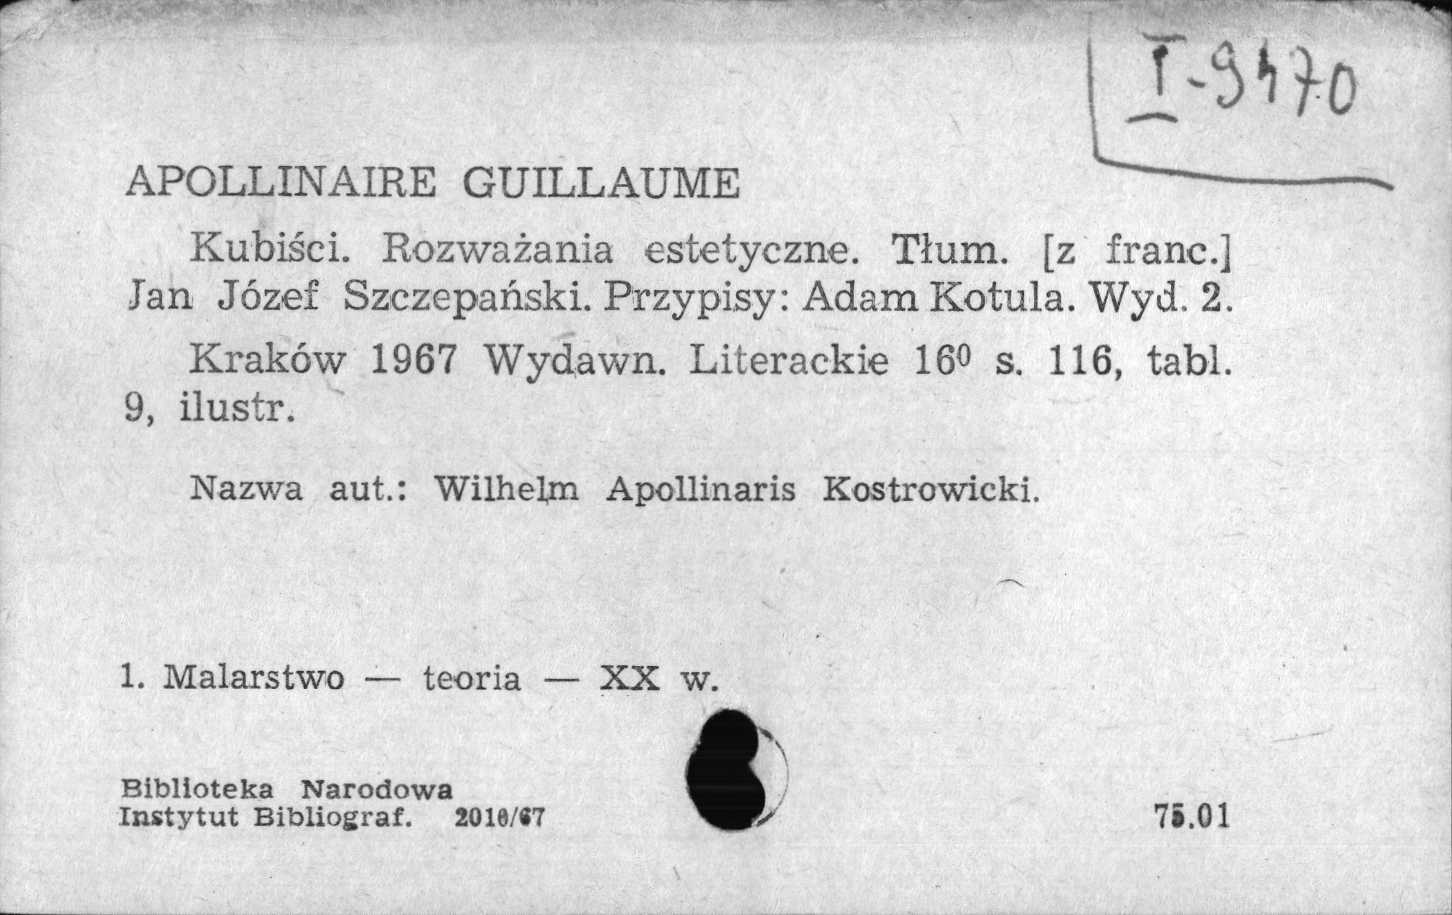 I-9470
APOLLINAIRE GUILLAUME
Kubiści. Rozważania estetyczne. Tłum. [z franc.]
Jan Józef Szczepański. Przypisy: Adam Kotula. Wyd. 2.
Kraków 1967 Wydawn. Literackie 16⁰ s. 116, tabl.
9, ilustr.
Nazwa aut.: Wilhelm Apollinaris Kostrowicki.
1. Malarstwo — teoria — XX w.
Biblioteka Narodowa
Instytut Bibliograf. 2010/67 75.01